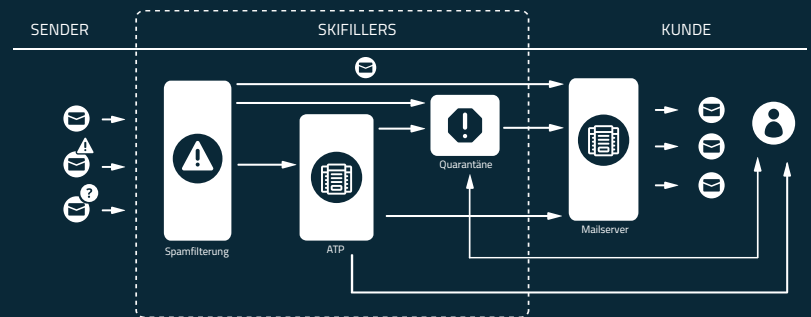 SENDER
SKIFILLERS
KUNDE
?
Quarantäne
Spamfilterung
ATP
Mailserver